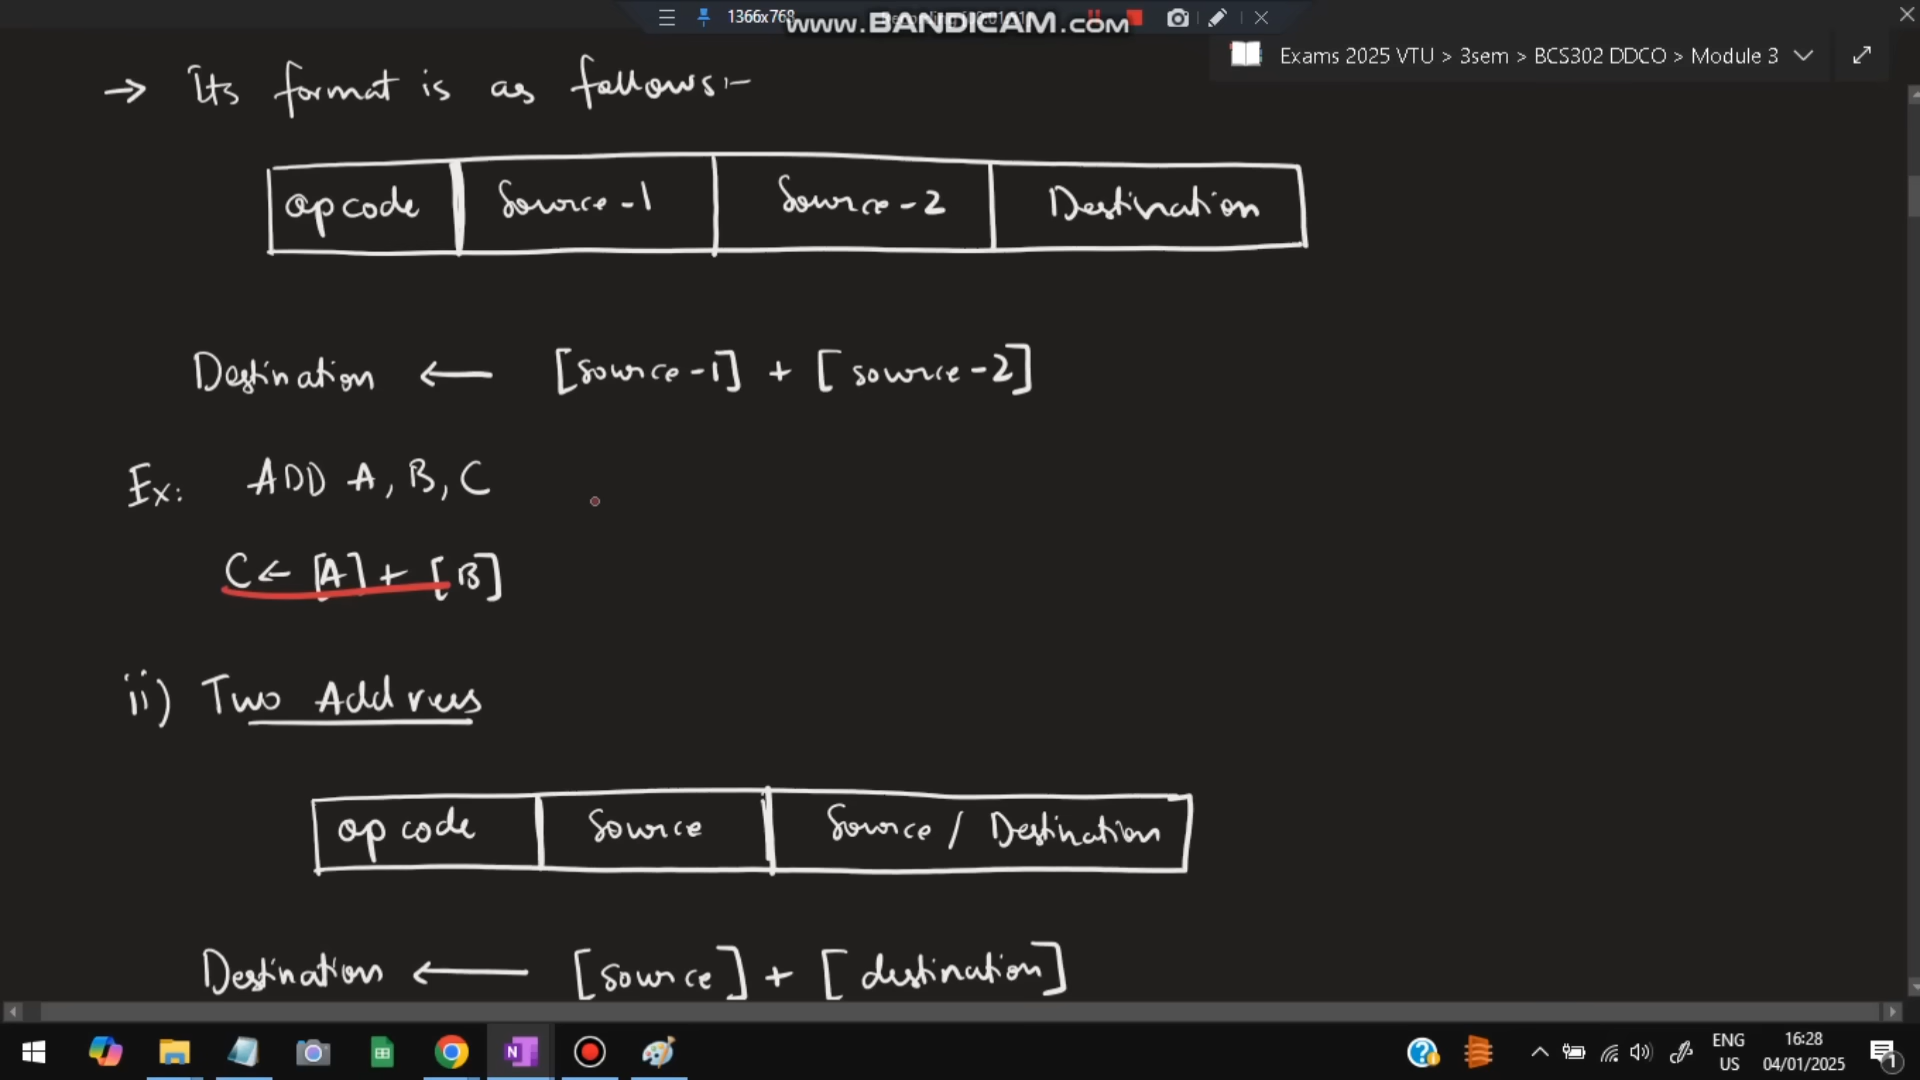 1366x768
www.BANDICAM.com
Exams 2025 VTU > 3sem > BCS302 DDCO > Module 3
→ Its format is as follows:-
opcode Source-1 Source-2 Destination
Destination ← [source-1] + [source-2]
Ex: ADD A, B, C
C ← [A] + [B]
ii) Two Address
opcode Source Source / Destination
Destination ← [source] + [destination]
ENG
US
16:28
04/01/2025
1